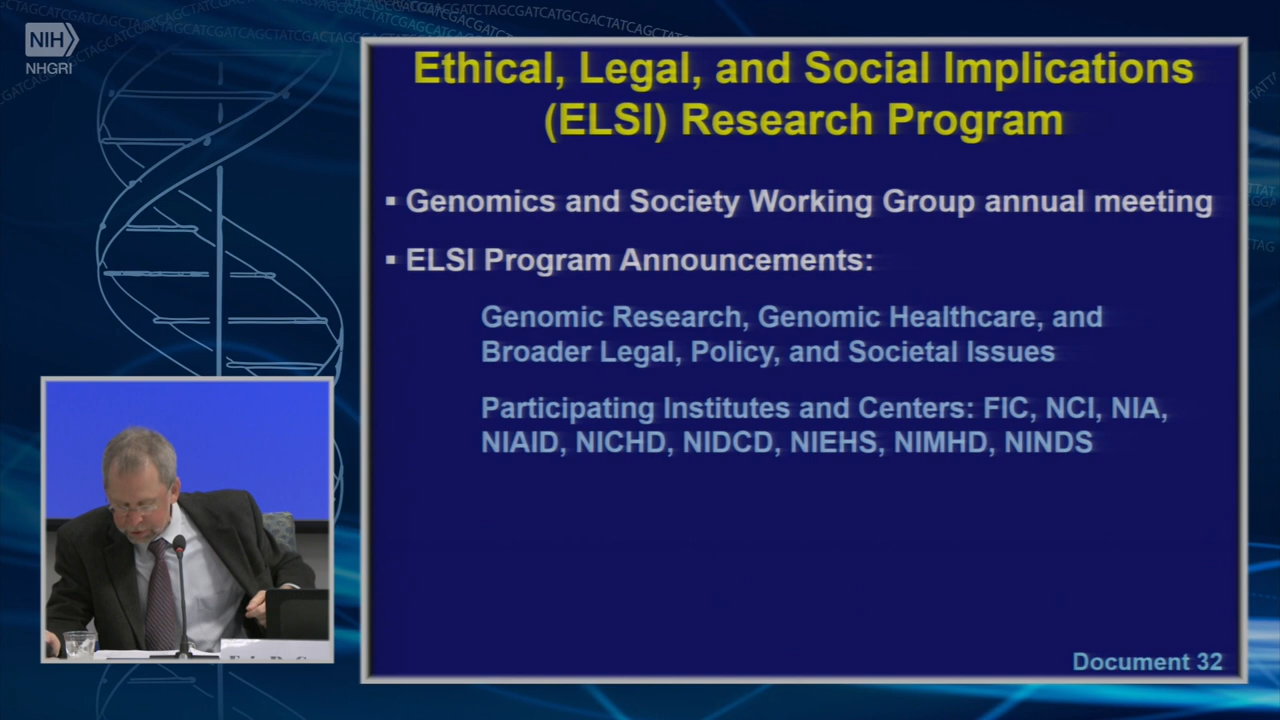 NIH
NHGRI
Ethical, Legal, and Social Implications
(ELSI) Research Program
▪ Genomics and Society Working Group annual meeting
▪ ELSI Program Announcements:
Genomic Research, Genomic Healthcare, and
Broader Legal, Policy, and Societal Issues
Participating Institutes and Centers: FIC, NCI, NIA,
NIAID, NICHD, NIDCD, NIEHS, NIMHD, NINDS
Document 32